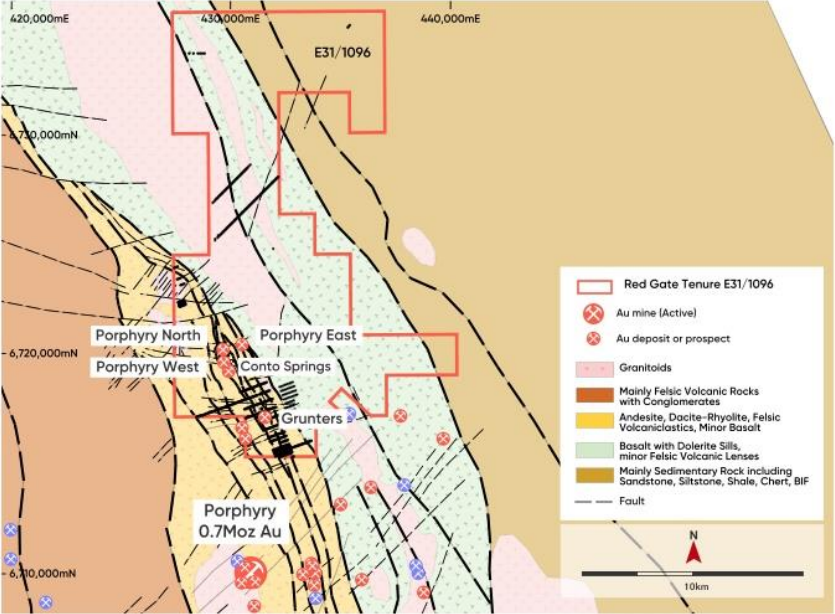 420,000mE
430,000mE
440,000mE
E31/1096
6,730,000mN
Porphyry North
Porphyry East
6,720,000mN
Porphyry West
Conto Springs
Grunters
Porphyry
0.7Moz Au
6,710,000mN
Red Gate Tenure E31/1096
Au mine (Active)
Au deposit or prospect
Granitoids
Mainly Felsic Volcanic Rocks
with Conglomerates
Andesite, Dacite-Rhyolite, Felsic
Volcaniclastics, Minor Basalt
Basalt with Dolerite Sills,
minor Felsic Volcanic Lenses
Mainly Sedimentary Rock including
Sandstone, Siltstone, Shale, Chert, BIF
Fault
N
10km